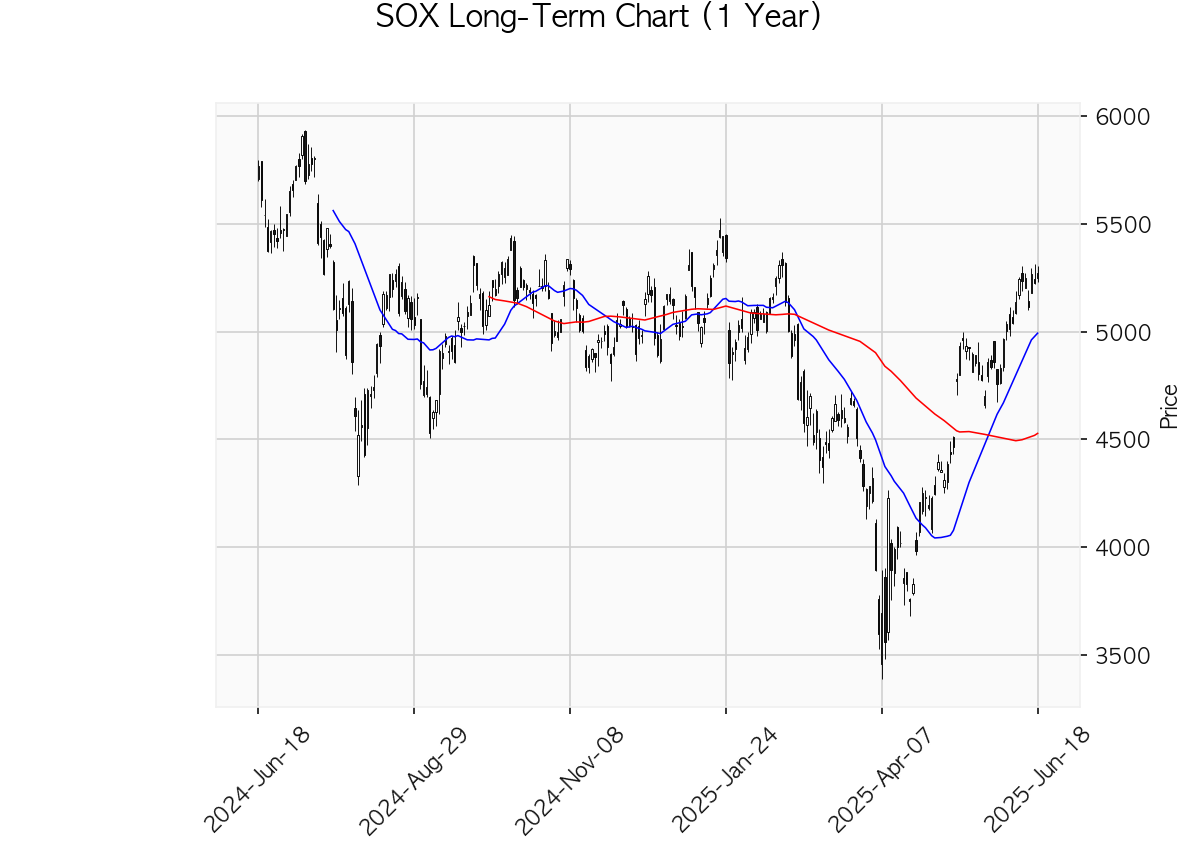 SOX Long-Term Chart (1 Year)
6000
5500
5000
4500
4000
3500
Price
2024-Jun-18
2024-Aug-29
2024-Nov-08
2025-Jan-24
2025-Apr-07
2025-Jun-18